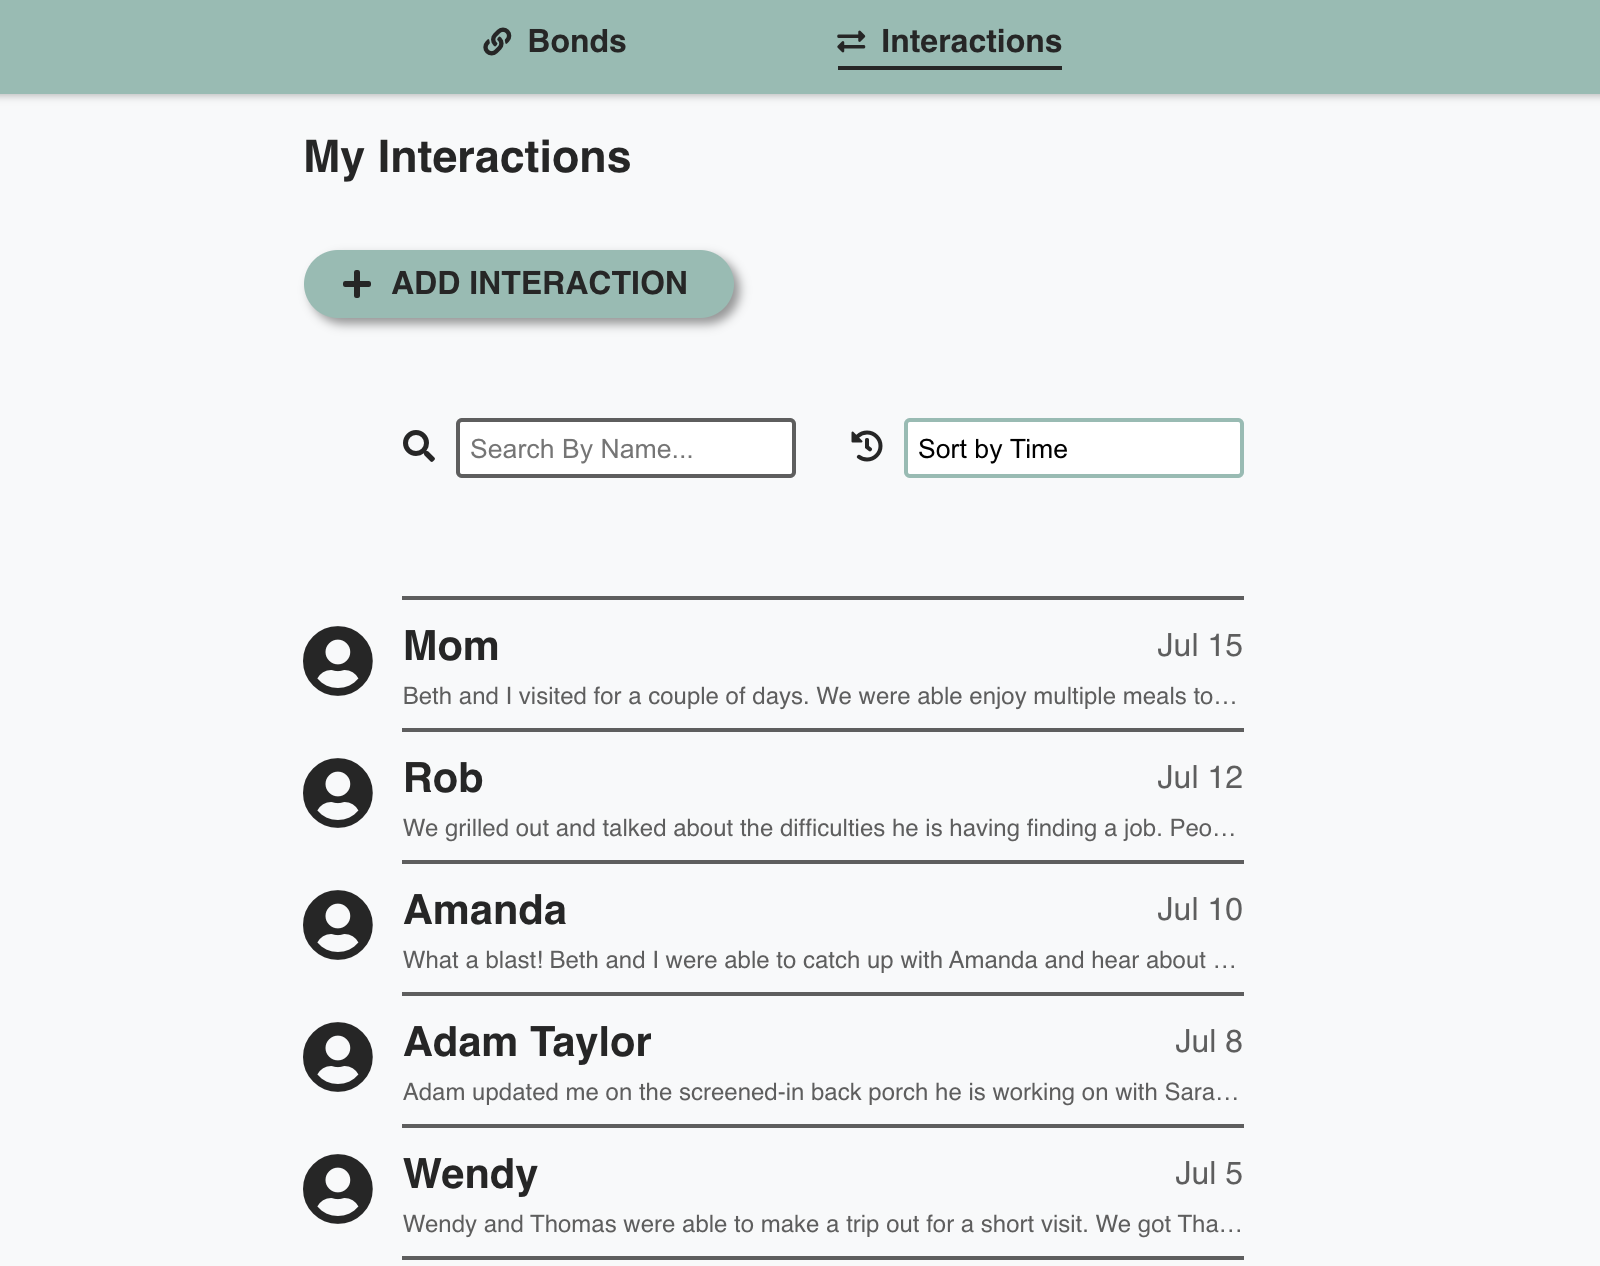 Bonds
Interactions
My Interactions
ADD INTERACTION
Search By Name...
Sort by Time
Mom
Jul 15
Beth and I visited for a couple of days. We were able enjoy multiple meals to…
Rob
Jul 12
We grilled out and talked about the difficulties he is having finding a job. Peo…
Amanda
Jul 10
What a blast! Beth and I were able to catch up with Amanda and hear about …
Adam Taylor
Jul 8
Adam updated me on the screened-in back porch he is working on with Sara…
Wendy
Jul 5
Wendy and Thomas were able to make a trip out for a short visit. We got Tha…